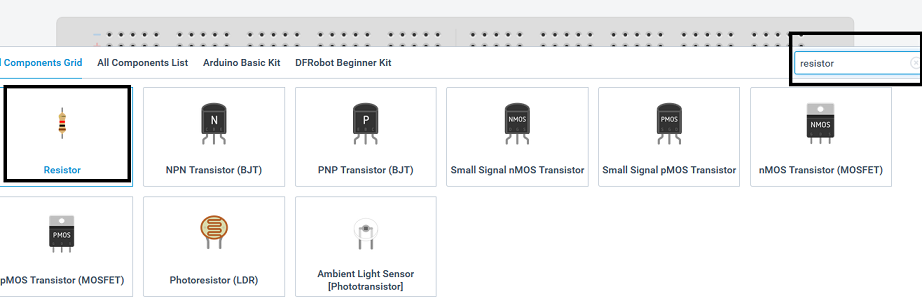 Components Grid
All Components List
Arduino Basic Kit
DFRobot Beginner Kit
resistor
N
P
NMOS
PMOS
NMOS
Resistor
NPN Transistor (BJT)
PNP Transistor (BJT)
Small Signal nMOS Transistor
Small Signal pMOS Transistor
nMOS Transistor (MOSFET)
PMOS
pMOS Transistor (MOSFET)
Photoresistor (LDR)
Ambient Light Sensor
[Phototransistor]